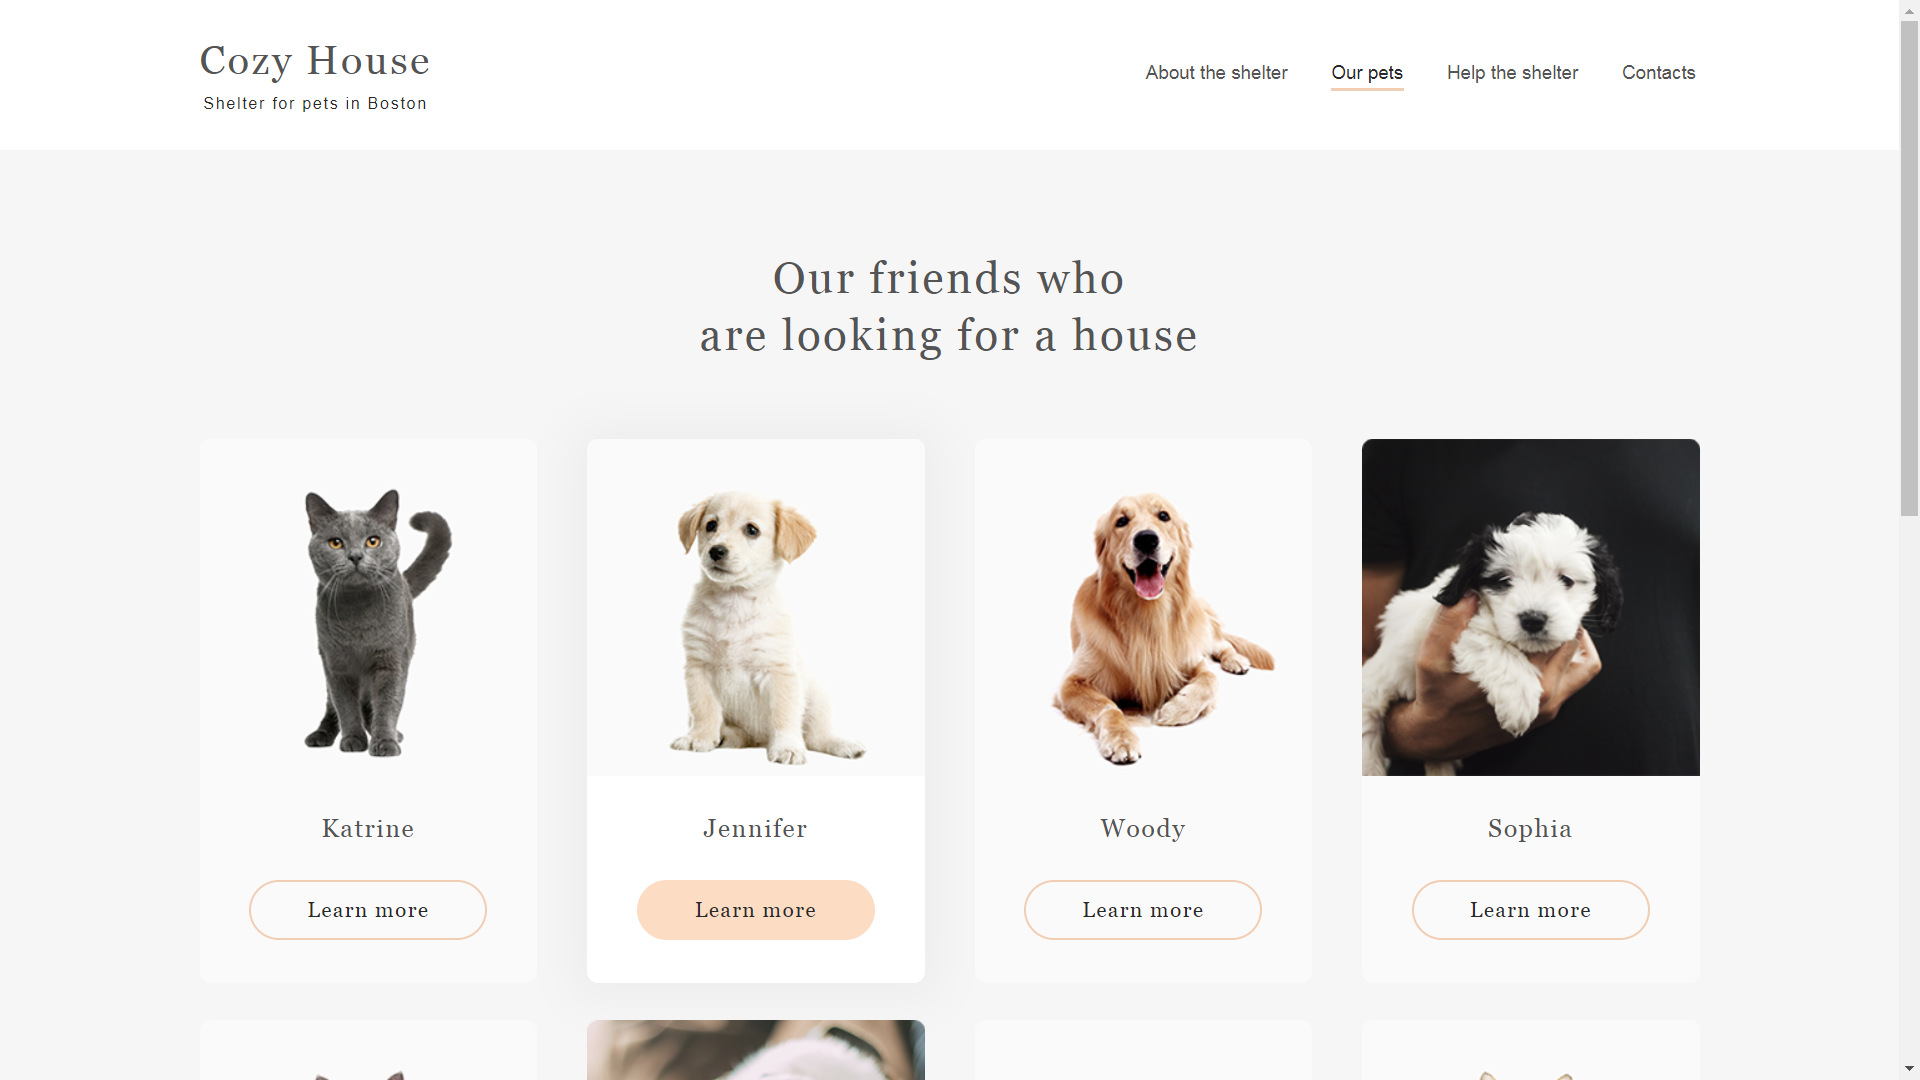 Cozy House
Shelter for pets in Boston
About the shelter
Our pets
Help the shelter
Contacts
Our friends who
are looking for a house
Katrine
Jennifer
Woody
Sophia
Learn more
Learn more
Learn more
Learn more